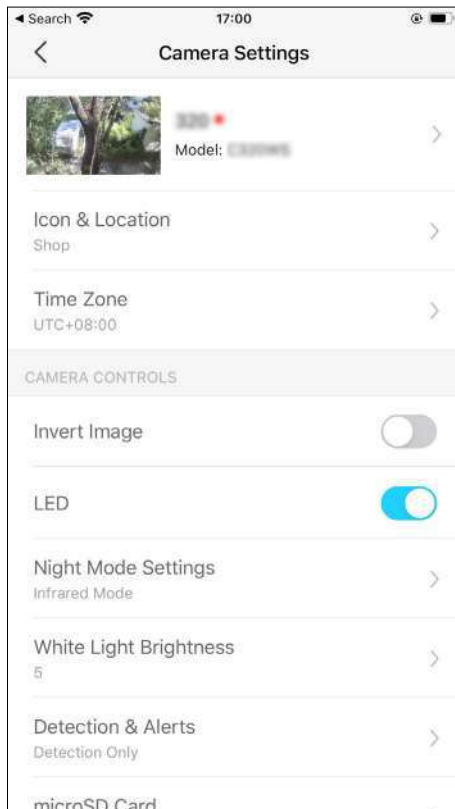 Search
17:00
Camera Settings
Model:
Icon & Location
Shop
Time Zone
UTC+08:00
CAMERA CONTROLS
Invert Image
LED
Night Mode Settings
Infrared Mode
White Light Brightness
5
Detection & Alerts
Detection Only
microSD Card